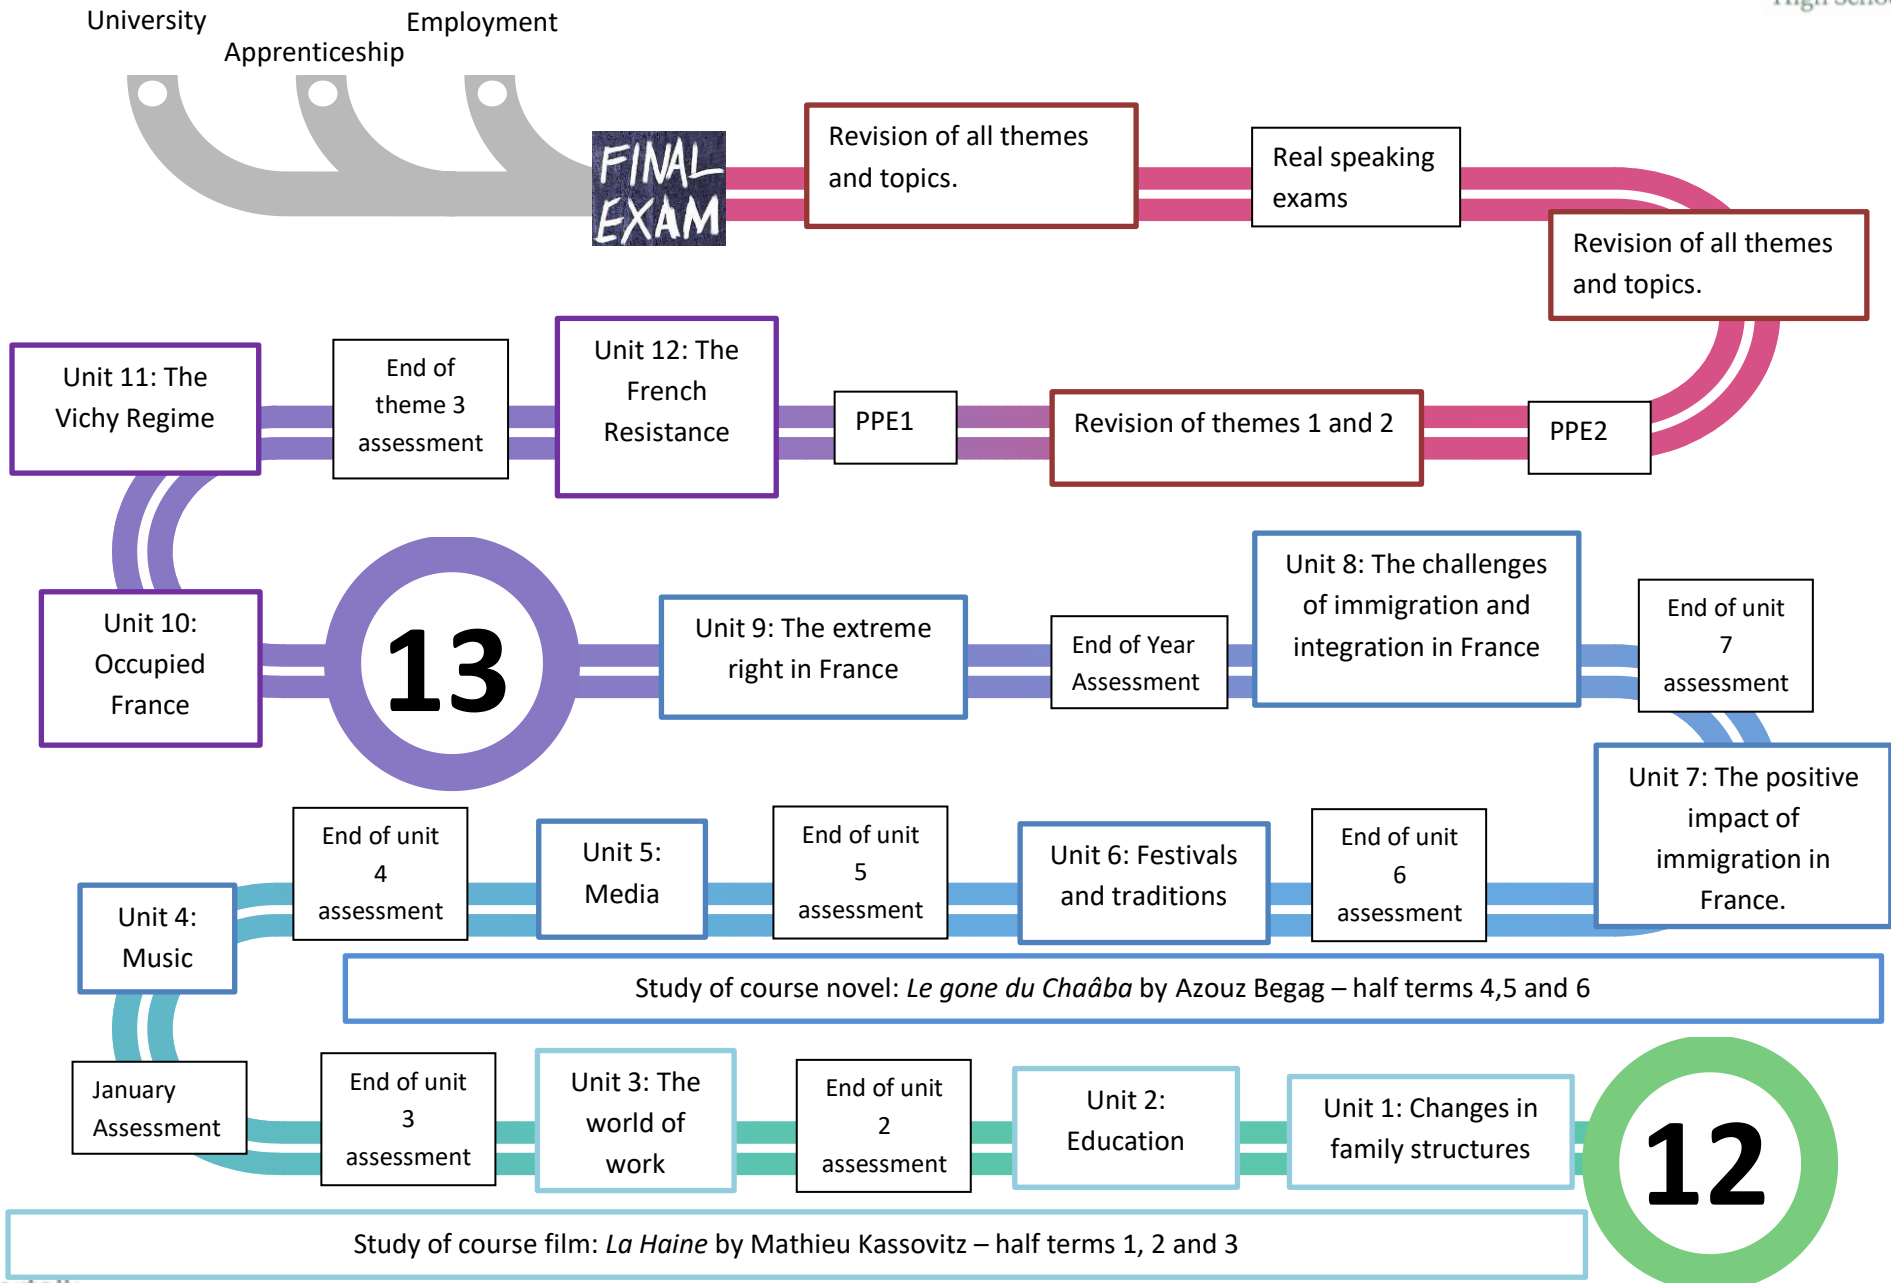 University
Employment
Apprenticeship
High School
FINAL
EXAM
Revision of all themes
and topics.
Real speaking
exams
Revision of all themes
and topics.
Unit 11: The
Vichy Regime
End of
theme 3
assessment
Unit 12: The
French
Resistance
PPE1
Revision of themes 1 and 2
PPE2
Unit 10:
Occupied
France
13
Unit 9: The extreme
right in France
End of Year
Assessment
Unit 8: The challenges
of immigration and
integration in France
End of unit
7
assessment
Unit 4:
Music
End of unit
4
assessment
Unit 5:
Media
End of unit
5
assessment
Unit 6: Festivals
and traditions
End of unit
6
assessment
Unit 7: The positive
impact of
immigration in
France.
Study of course novel: Le gone du Chaâba by Azouz Begag – half terms 4,5 and 6
January
Assessment
End of unit
3
assessment
Unit 3: The
world of
work
End of unit
2
assessment
Unit 2:
Education
Unit 1: Changes in
family structures
12
Study of course film: La Haine by Mathieu Kassovitz – half terms 1, 2 and 3